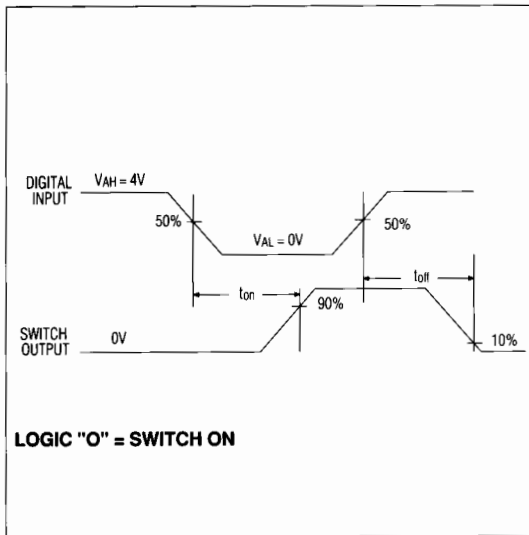 DIGITAL INPUT
VAH = 4V
50%
VAL = 0V
50%
ton
toff
90%
SWITCH OUTPUT
0V
10%
LOGIC "O" = SWITCH ON